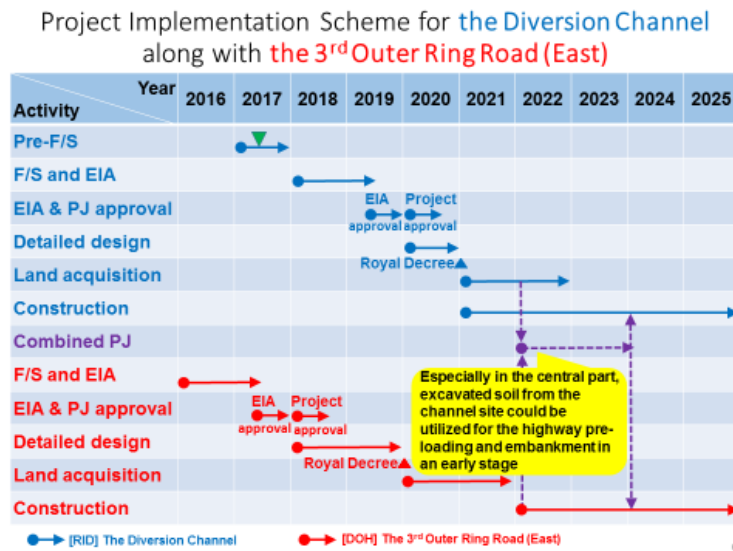 Project Implementation Scheme for the Diversion Channel
along with the 3rd Outer Ring Road (East)
Year
Activity
2016 2017 2018 2019 2020 2021 2022 2023 2024 2025
Pre-F/S
F/S and EIA
EIA & PJ approval
EIA approval
Project approval
Detailed design
Royal Decree
Land acquisition
Construction
Combined PJ
F/S and EIA
Especially in the central part,
excavated soil from the
channel site could be
utilized for the highway pre-
loading and embankment in
an early stage
EIA & PJ approval
EIA approval
Project approval
Detailed design
Royal Decree
Land acquisition
Construction
[RID] The Diversion Channel
[DOH] The 3rd Outer Ring Road (East)